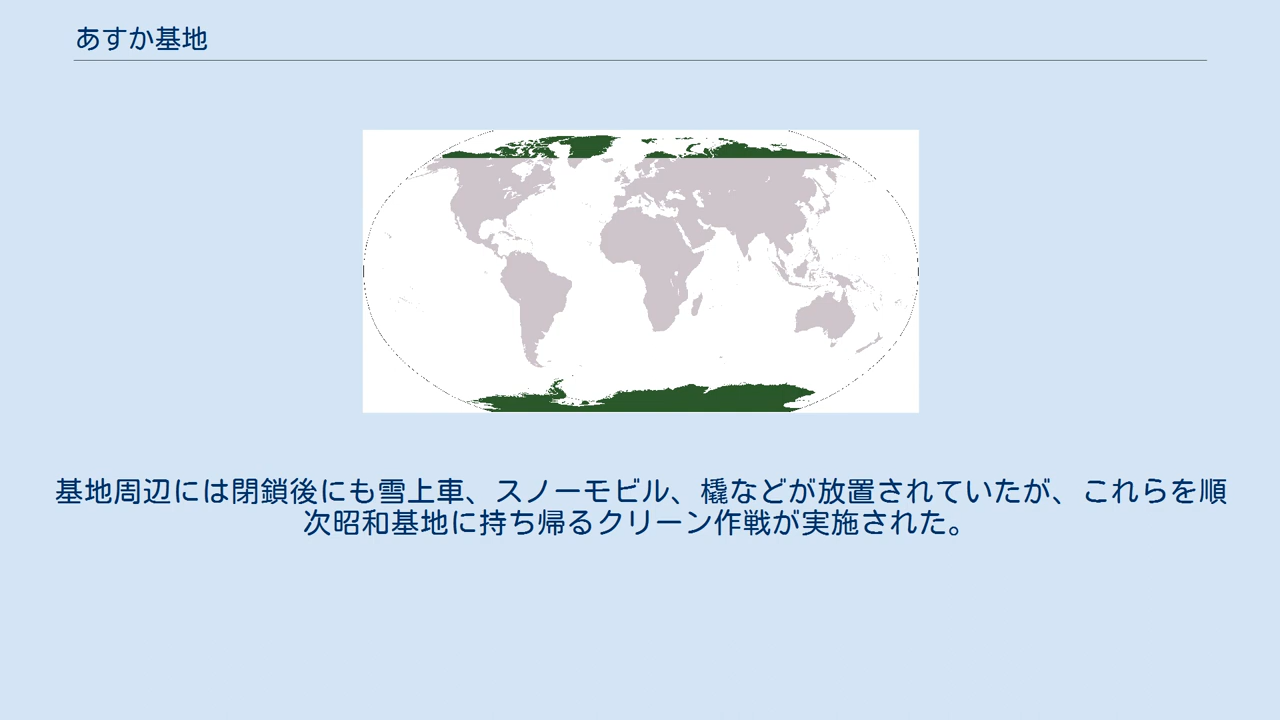 あすか基地
基地周辺には閉鎖後にも雪上車、スノーモビル、橇などが放置されていたが、これらを順
次昭和基地に持ち帰るクリーン作戦が実施された。